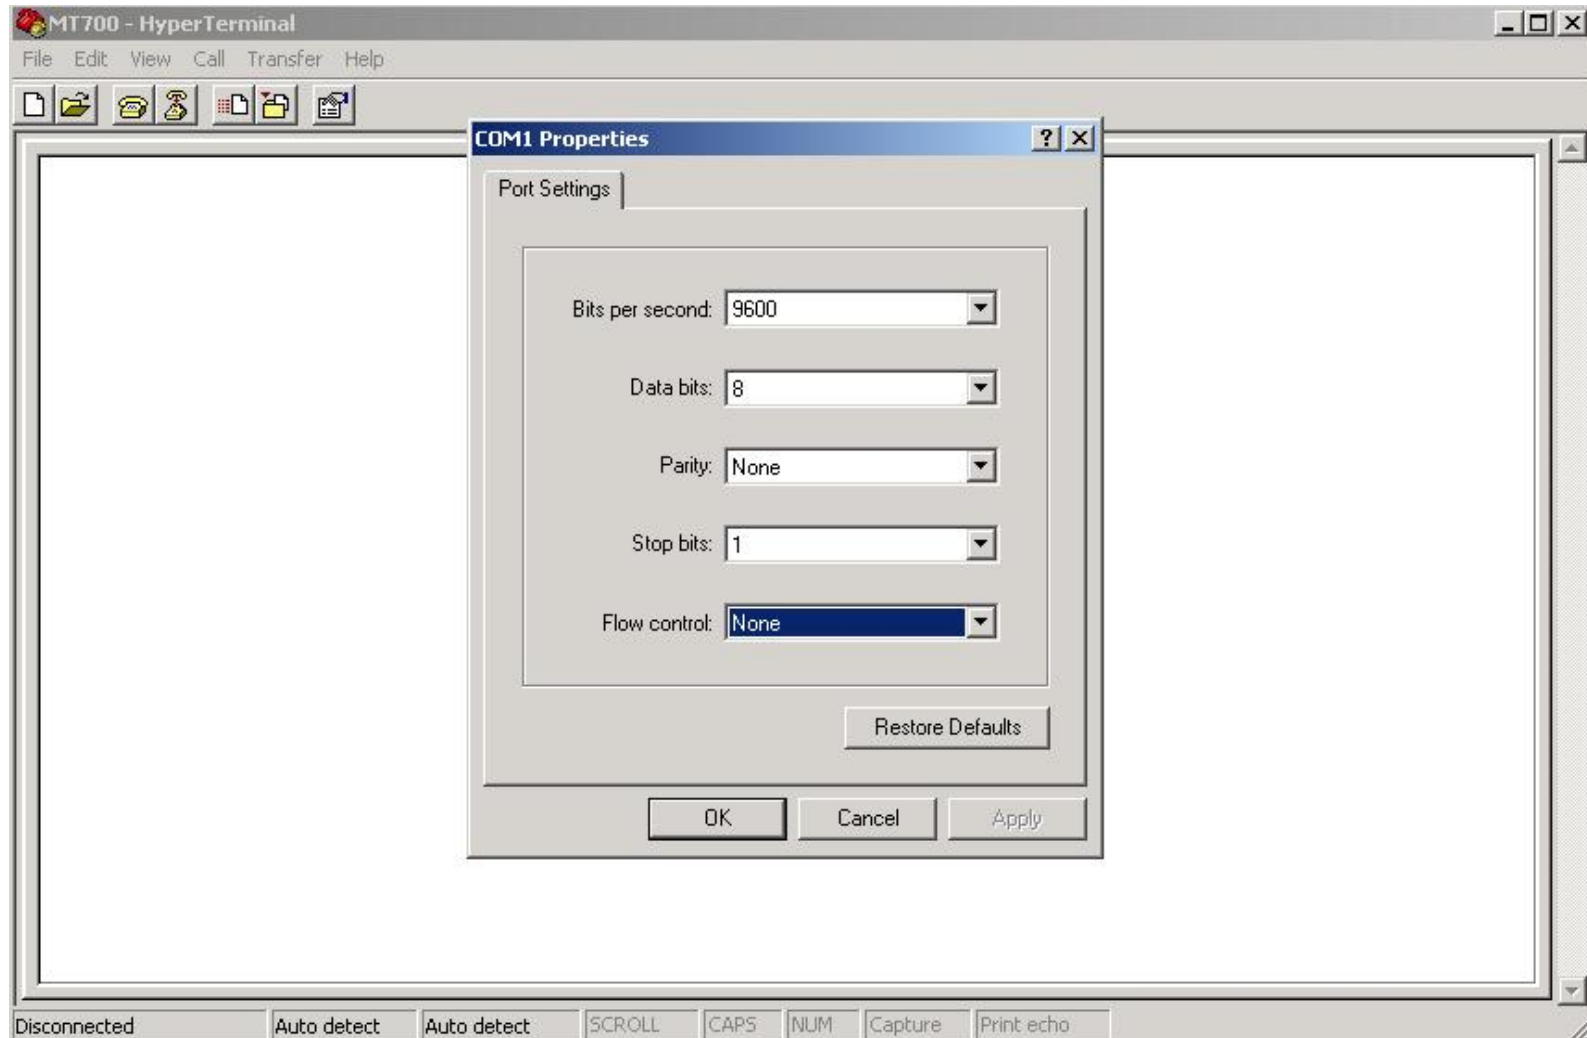 MT700 - HyperTerminal
File Edit View Call Transfer Help
COM1 Properties
Port Settings
Bits per second: 9600
Data bits: 8
Parity: None
Stop bits: 1
Flow control: None
Restore Defaults
OK Cancel Apply
Disconnected Auto detect Auto detect SCROLL CAPS NUM Capture Print echo